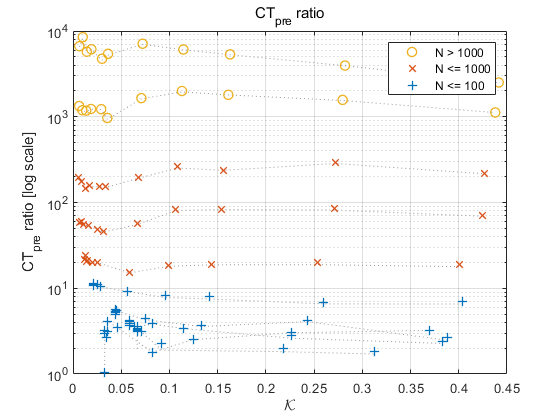 CTpre ratio
CTpre ratio [log scale]
10^4
10^3
10^2
10^1
10^0
N > 1000
N <= 1000
N <= 100
0 0.05 0.1 0.15 0.2 0.25 0.3 0.35 0.4 0.45
𝒦